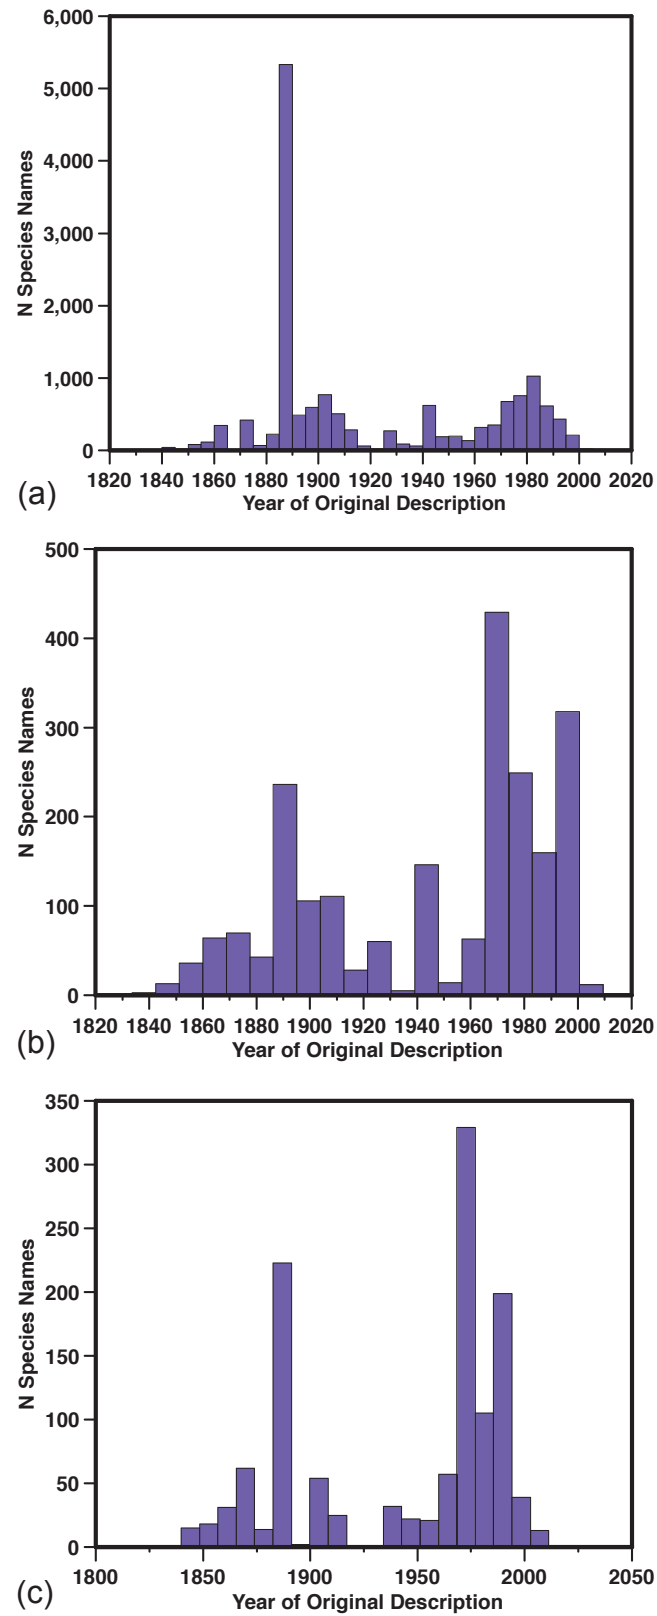 6,000
5,000
4,000
3,000
2,000
1,000
0
N Species Names
1820 1840 1860 1880 1900 1920 1940 1960 1980 2000 2020
Year of Original Description
(a)
500
400
300
200
100
0
N Species Names
1820 1840 1860 1880 1900 1920 1940 1960 1980 2000 2020
Year of Original Description
(b)
350
300
250
200
150
100
50
0
N Species Names
1800 1850 1900 1950 2000 2050
Year of Original Description
(c)